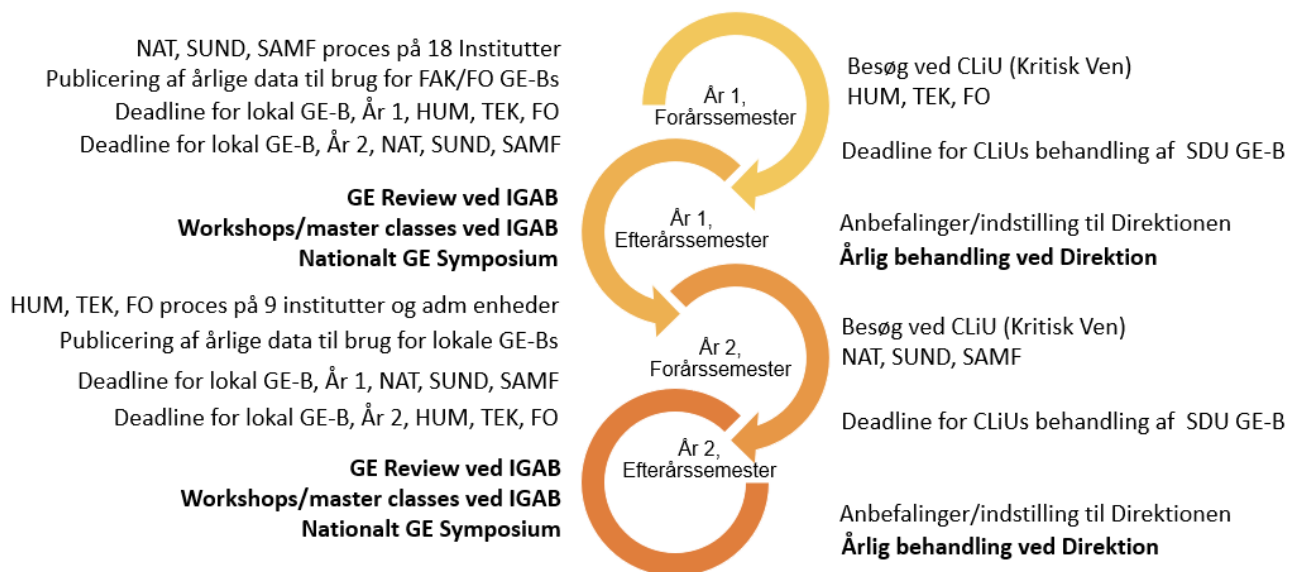 NAT, SUND, SAMF proces på 18 Institutter
Publicering af årlige data til brug for FAK/FO GE-Bs
Deadline for lokal GE-B, År 1, HUM, TEK, FO
Deadline for lokal GE-B, År 2, NAT, SUND, SAMF
År 1,
Forårssemester
Besøg ved CLiU (Kritisk Ven)
HUM, TEK, FO
Deadline for CLiUs behandling af SDU GE-B
GE Review ved IGAB
Workshops/master classes ved IGAB
Nationalt GE Symposium
År 1,
Efterårssemester
Anbefalinger/indstilling til Direktionen
Årlig behandling ved Direktion
HUM, TEK, FO proces på 9 institutter og adm enheder
Publicering af årlige data til brug for lokale GE-Bs
Deadline for lokal GE-B, År 1, NAT, SUND, SAMF
Deadline for lokal GE-B, År 2, HUM, TEK, FO
År 2,
Forårssemester
Besøg ved CLiU (Kritisk Ven)
NAT, SUND, SAMF
Deadline for CLiUs behandling af SDU GE-B
GE Review ved IGAB
Workshops/master classes ved IGAB
Nationalt GE Symposium
År 2,
Efterårssemester
Anbefalinger/indstilling til Direktionen
Årlig behandling ved Direktion